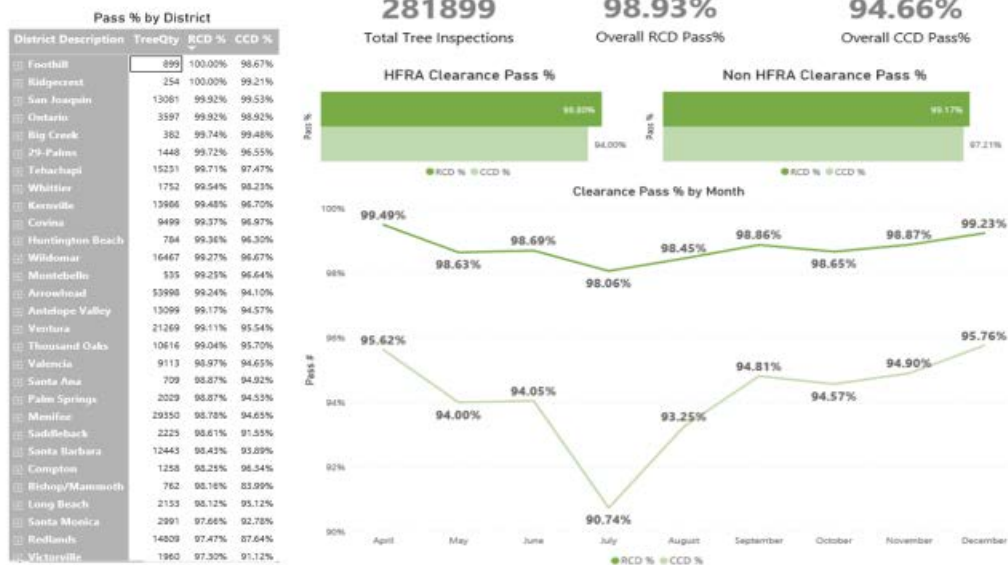 Pass % by District
District Description TreeQty RCD % CCD %
Foothill 899 100.00% 98.67%
Ridgecrest 254 100.00% 99.21%
San Joaquin 13081 99.92% 99.53%
Ontario 3597 99.92% 98.92%
Big Creek 382 99.74% 99.48%
29-Palms 1448 99.72% 96.55%
Tehachapi 15231 99.71% 97.47%
Whittier 1752 99.54% 98.23%
Kernville 13986 99.48% 96.70%
Covina 9499 99.37% 96.97%
Huntington Beach 784 99.36% 96.30%
Wildomar 16467 99.27% 96.67%
Montebello 535 99.25% 96.64%
Arrowhead 53998 99.24% 94.10%
Antelope Valley 13099 99.17% 94.57%
Ventura 21269 99.11% 95.54%
Thousand Oaks 10616 99.04% 95.70%
Valencia 9113 98.97% 94.65%
Santa Ana 709 98.87% 94.92%
Palm Springs 2029 98.87% 94.53%
Menifee 29350 98.78% 94.65%
Saddleback 2225 98.61% 91.55%
Santa Barbara 12443 98.43% 93.89%
Compton 1258 98.25% 96.34%
Bishop/Mammoth 762 98.16% 83.99%
Long Beach 2153 98.12% 95.12%
Santa Monica 2991 97.66% 92.78%
Redlands 14809 97.47% 87.64%
Victorville 1960 97.30% 91.12%
281899
Total Tree Inspections
98.93%
Overall RCD Pass%
94.66%
Overall CCD Pass%
HFRA Clearance Pass %
Pass %
94.00%
RCD % CCD %
Non HFRA Clearance Pass %
Pass %
99.17%
97.21%
RCD % CCD %
Clearance Pass % by Month
Pass #
100%
98%
96%
94%
92%
90%
99.49%
98.63%
98.69%
98.06%
98.45%
98.86%
98.65%
98.87%
99.23%
95.62%
94.00%
94.05%
90.74%
93.25%
94.81%
94.57%
94.90%
95.76%
April May June July August September October November December
RCD % CCD %